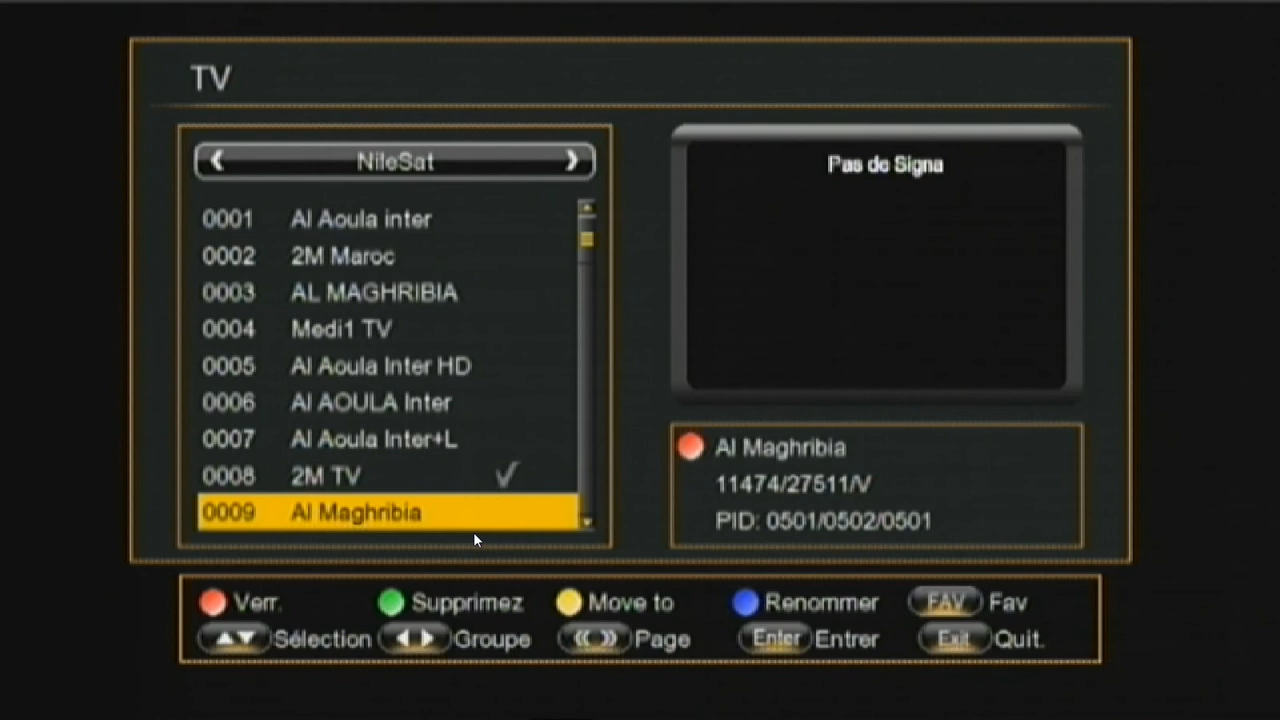 TV
NileSat
0001 Al Aoula inter
0002 2M Maroc
0003 AL MAGHRIBIA
0004 Medi1 TV
0005 Al Aoula Inter HD
0006 Al AOULA Inter
0007 Al Aoula Inter+L
0008 2M TV
0009 Al Maghribia
Pas de Signa
Al Maghribia
11474/27511/V
PID: 0501/0502/0501
Verr. Supprimez Move to Renommer FAV Fav
Sélection Groupe Page Enter Entrer Exit Quit.